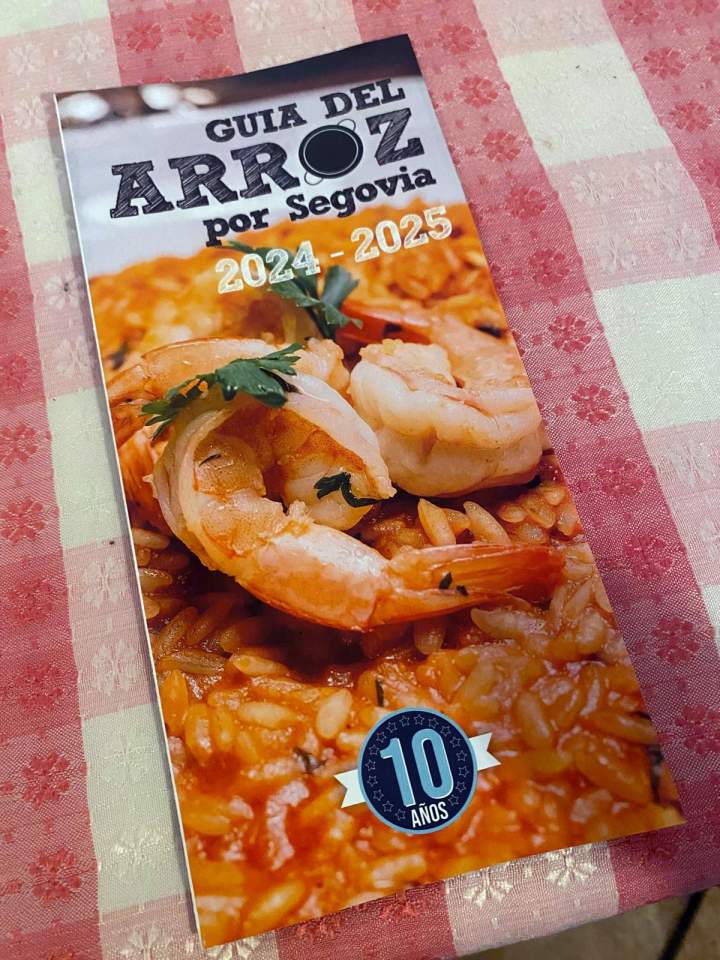 GUIA DEL
ARROZ
por Segovia
2024 - 2025
10
AÑOS